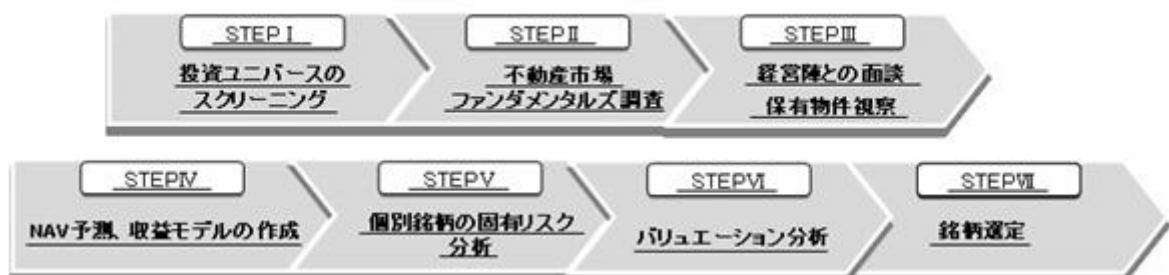 STEPⅠ
投資ユニバースの
スクリーニング
STEPⅡ
不動産市場
ファンダメンタルズ調査
STEPⅢ
経営陣との面談
保有物件視察
STEPⅣ
NAV予測、収益モデルの作成
STEPⅤ
個別銘柄の固有リスク
分析
STEPⅥ
バリュエーション分析
STEPⅦ
銘柄選定